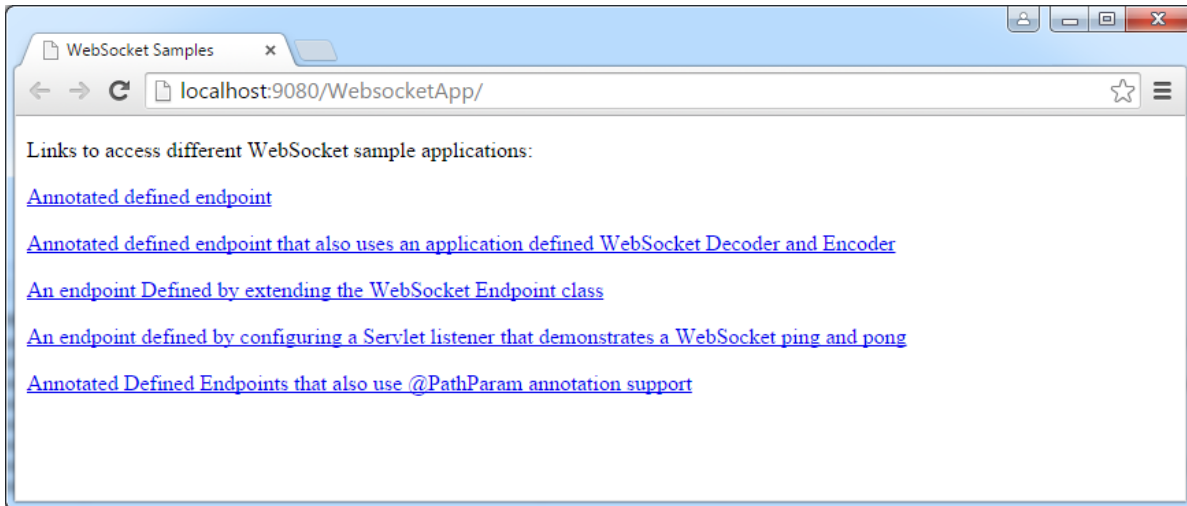 WebSocket Samples
localhost:9080/WebsocketApp/
Links to access different WebSocket sample applications:
Annotated defined endpoint
Annotated defined endpoint that also uses an application defined WebSocket Decoder and Encoder
An endpoint Defined by extending the WebSocket Endpoint class
An endpoint defined by configuring a Servlet listener that demonstrates a WebSocket ping and pong
Annotated Defined Endpoints that also use @PathParam annotation support